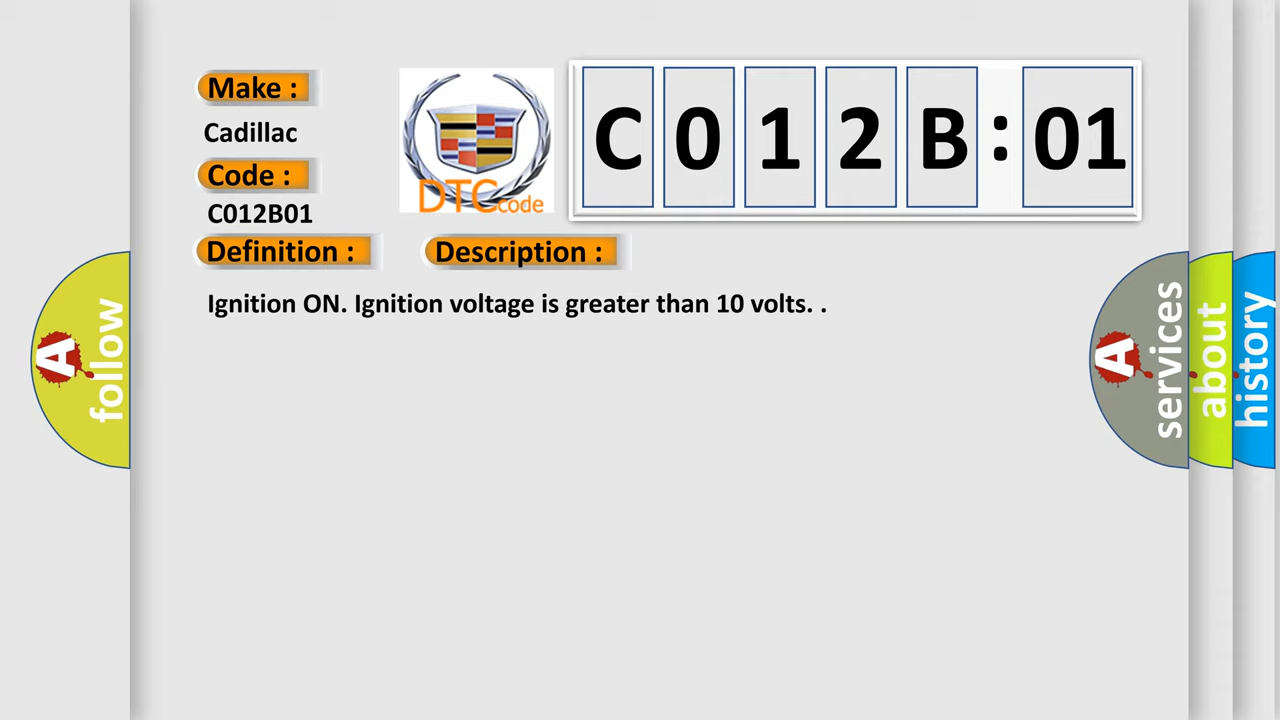 Make :
Cadillac
Code :
C012B01
Definition :
Description :
Ignition ON. Ignition voltage is greater than 10 volts. .
DTC code
C 0 1 2 B : 01
A follow
A services
about
history